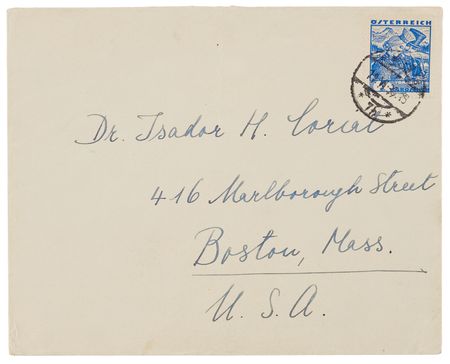 ÖSTERREICH
Dr. Isador H. Coriat
416 Marlborough Street
Boston, Mass.
U. S. A.